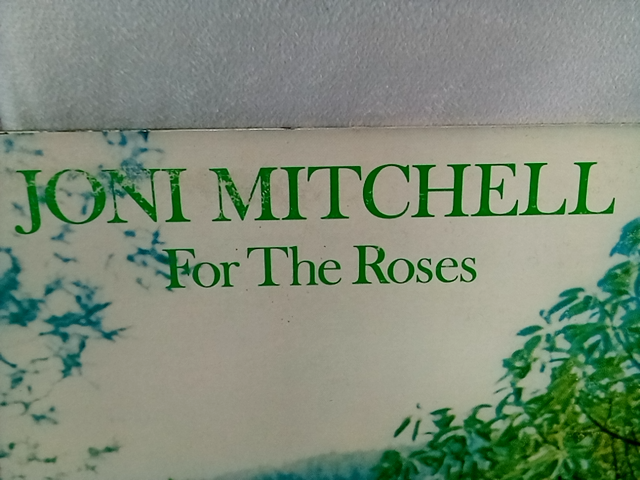 JONI MITCHELL
For The Roses